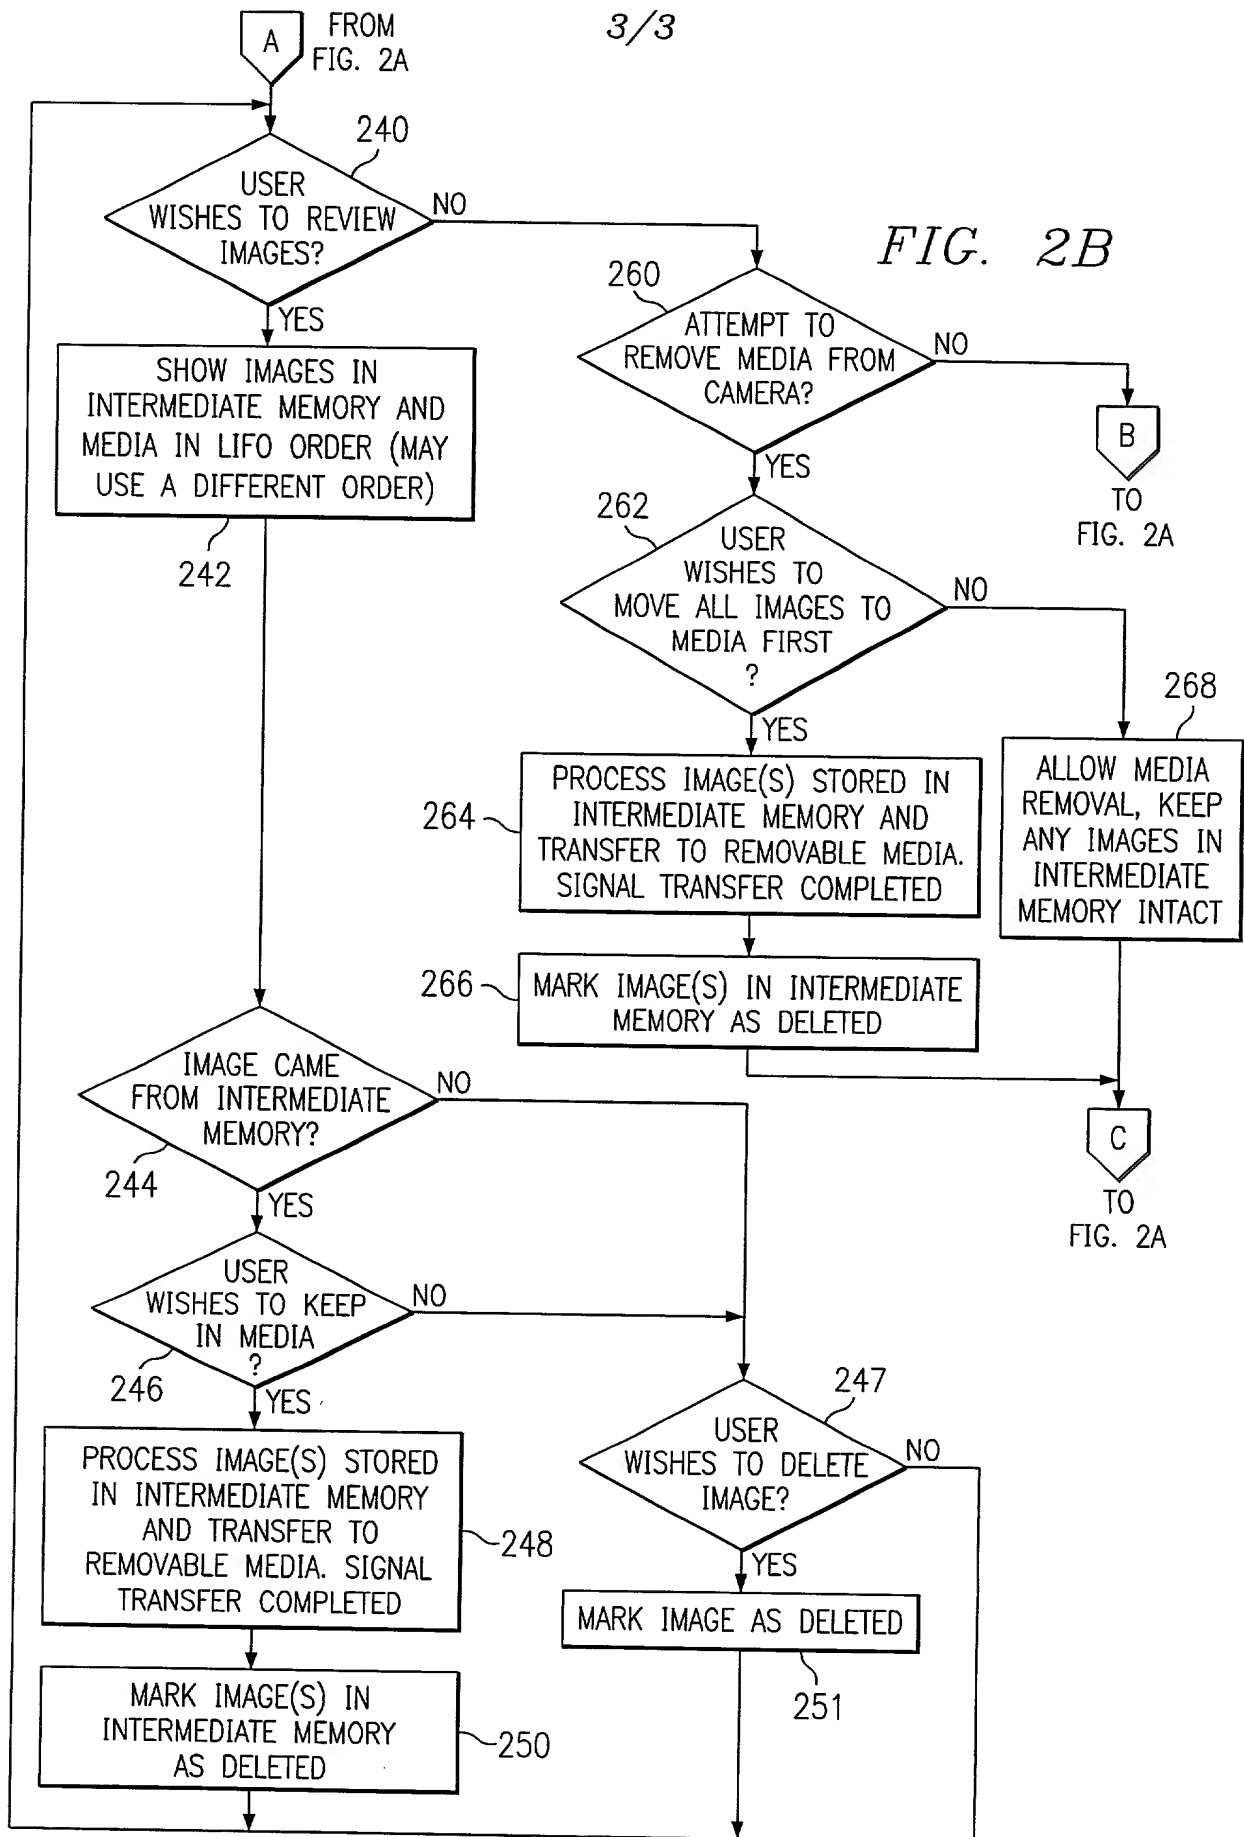 3/3
A
FROM
FIG. 2A
FIG. 2B
240
USER
WISHES TO REVIEW
IMAGES?
NO
YES
SHOW IMAGES IN
INTERMEDIATE MEMORY AND
MEDIA IN LIFO ORDER (MAY
USE A DIFFERENT ORDER)
242
260
ATTEMPT TO
REMOVE MEDIA FROM
CAMERA?
NO
YES
B
TO
FIG. 2A
262
USER
WISHES TO
MOVE ALL IMAGES TO
MEDIA FIRST
?
NO
YES
264
PROCESS IMAGE(S) STORED IN
INTERMEDIATE MEMORY AND
TRANSFER TO REMOVABLE MEDIA.
SIGNAL TRANSFER COMPLETED
268
ALLOW MEDIA
REMOVAL, KEEP
ANY IMAGES IN
INTERMEDIATE
MEMORY INTACT
266
MARK IMAGE(S) IN INTERMEDIATE
MEMORY AS DELETED
C
TO
FIG. 2A
IMAGE CAME
FROM INTERMEDIATE
MEMORY?
244
NO
YES
USER
WISHES TO KEEP
IN MEDIA
?
246
NO
YES
247
USER
WISHES TO DELETE
IMAGE?
NO
YES
PROCESS IMAGE(S) STORED
IN INTERMEDIATE MEMORY
AND TRANSFER TO
REMOVABLE MEDIA. SIGNAL
TRANSFER COMPLETED
248
MARK IMAGE AS DELETED
251
MARK IMAGE(S) IN
INTERMEDIATE MEMORY
AS DELETED
250